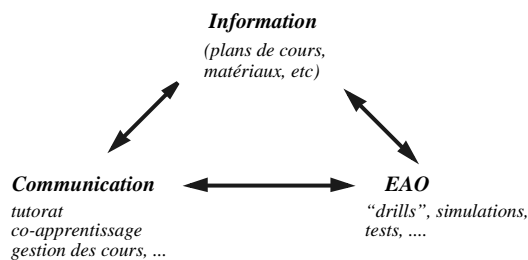 Information
(plans de cours,
matériaux, etc)
Communication
tutorat
co-apprentissage
gestion des cours, ...
EAO
“drills”, simulations,
tests, ....